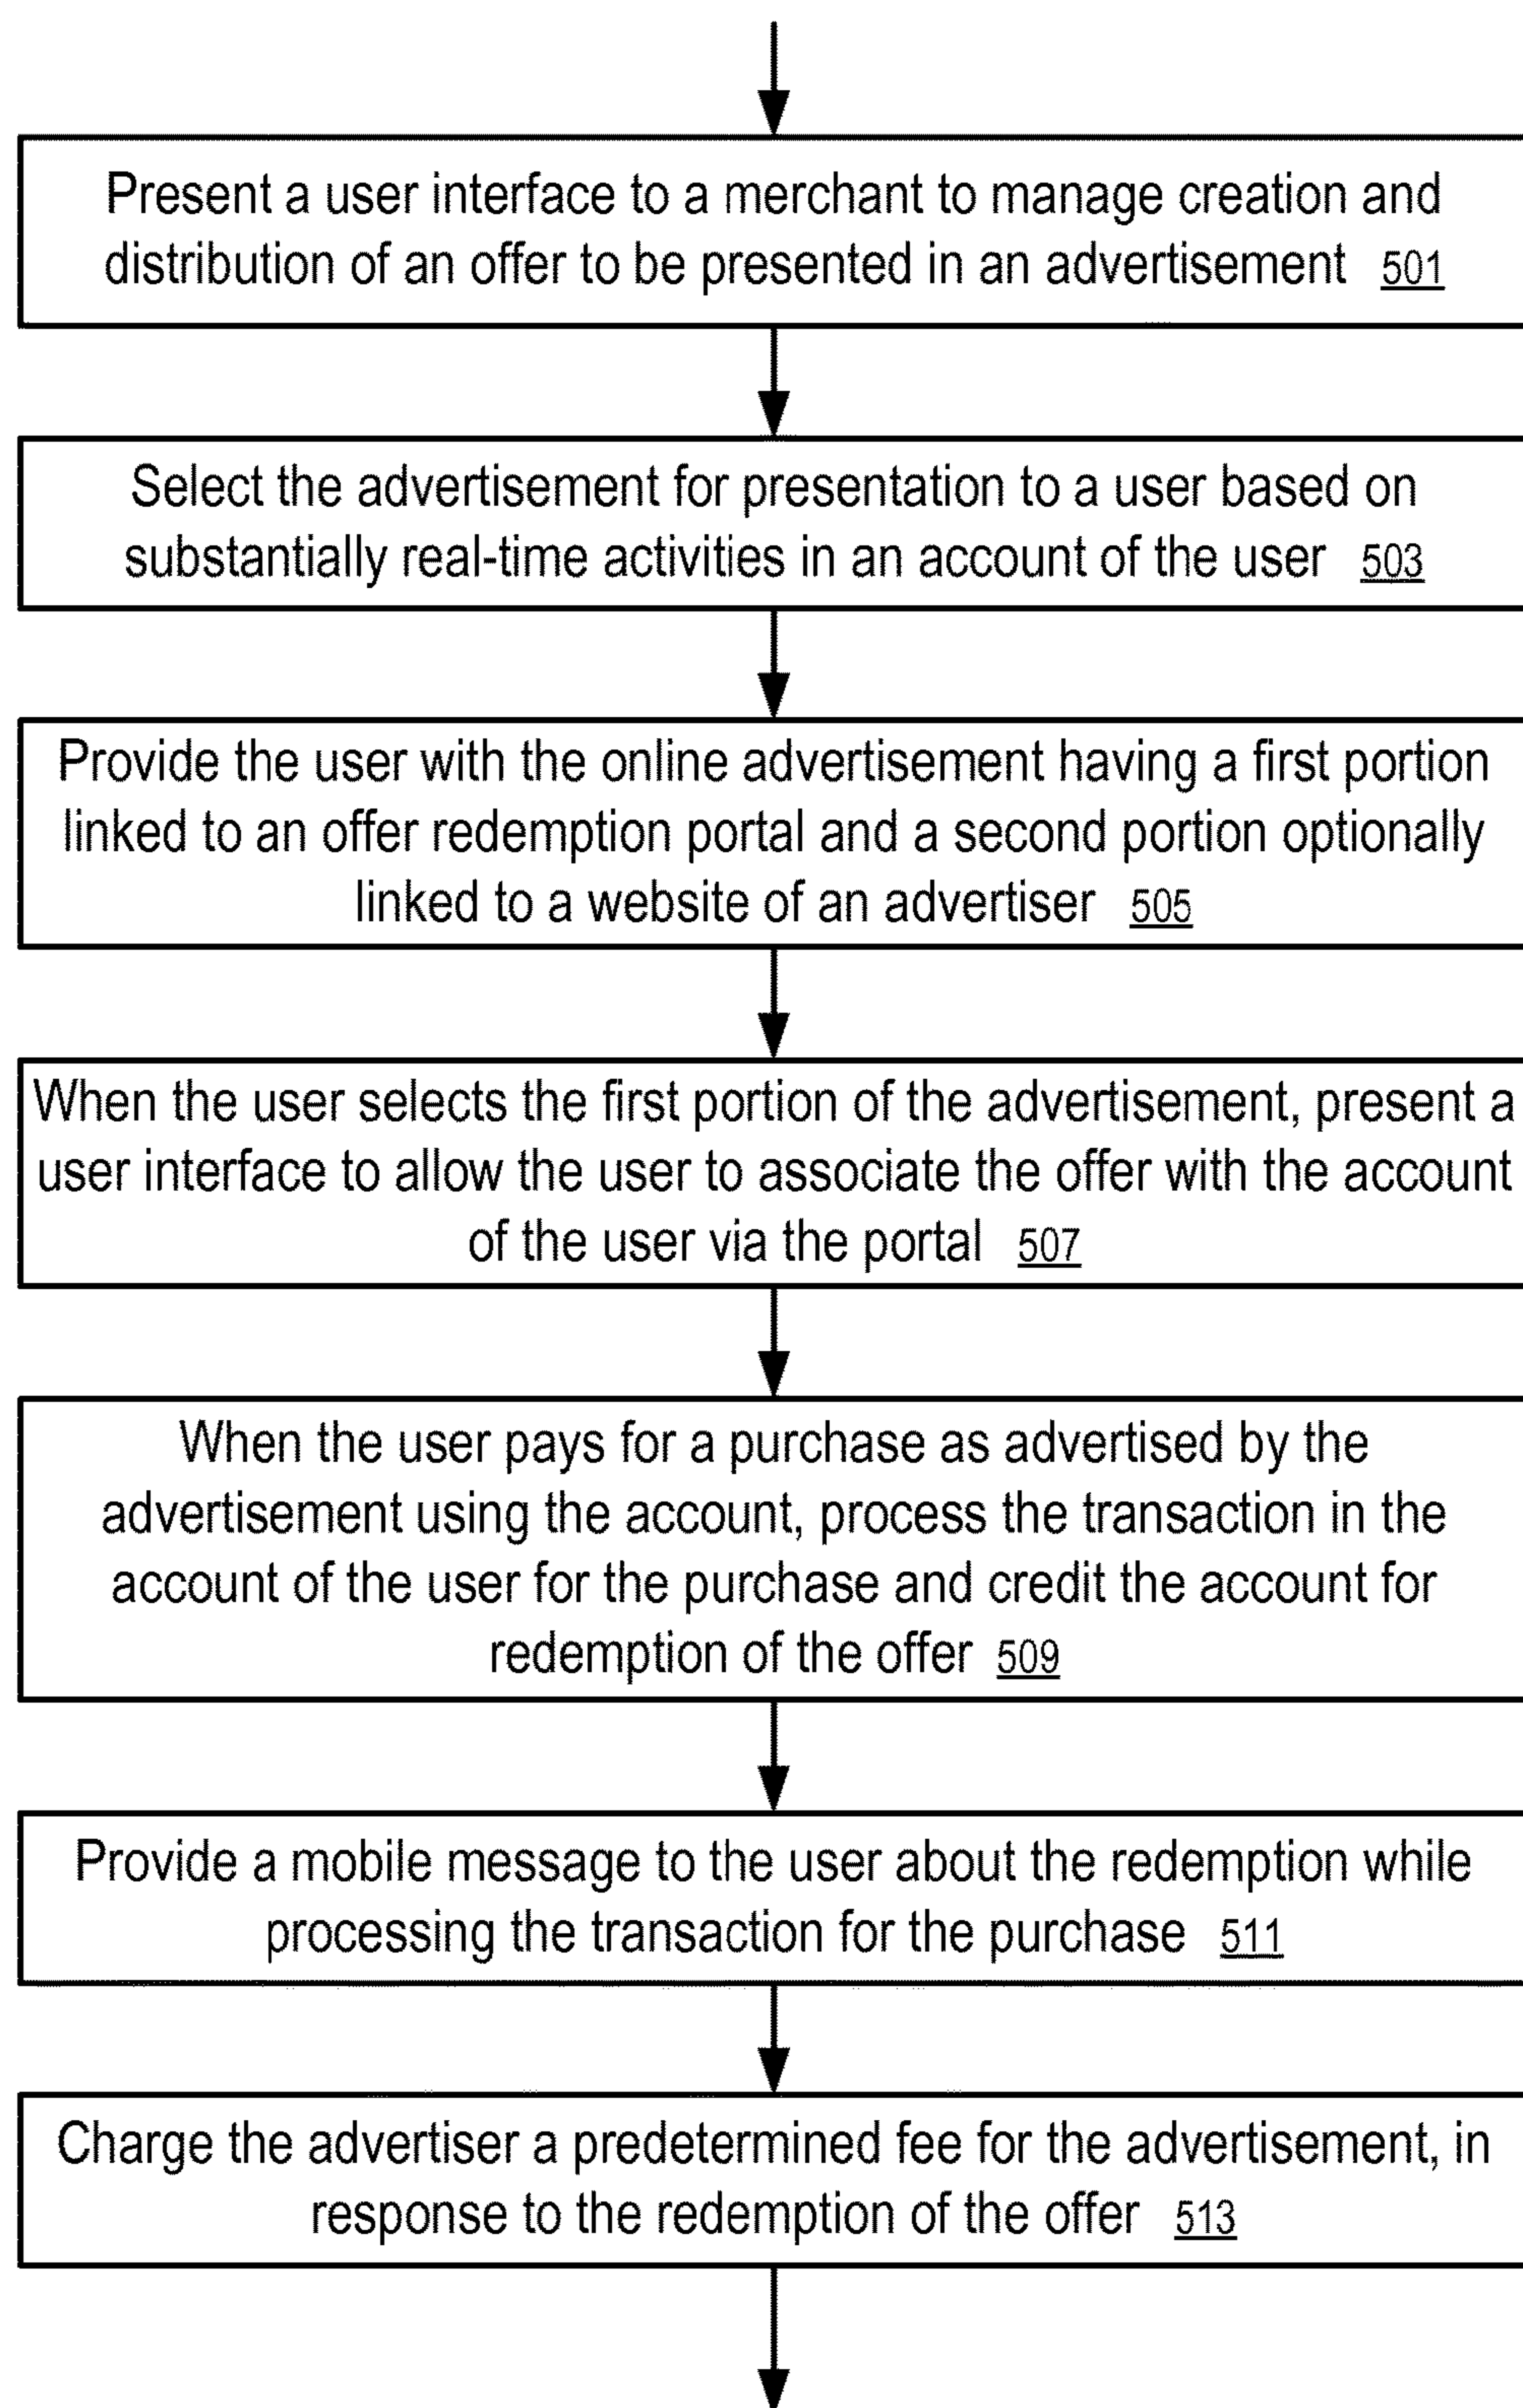 Present a user interface to a merchant to manage creation and
distribution of an offer to be presented in an advertisement 501
Select the advertisement for presentation to a user based on
substantially real-time activities in an account of the user 503
Provide the user with the online advertisement having a first portion
linked to an offer redemption portal and a second portion optionally
linked to a website of an advertiser 505
When the user selects the first portion of the advertisement, present a
user interface to allow the user to associate the offer with the account
of the user via the portal 507
When the user pays for a purchase as advertised by the
advertisement using the account, process the transaction in the
account of the user for the purchase and credit the account for
redemption of the offer 509
Provide a mobile message to the user about the redemption while
processing the transaction for the purchase 511
Charge the advertiser a predetermined fee for the advertisement, in
response to the redemption of the offer 513